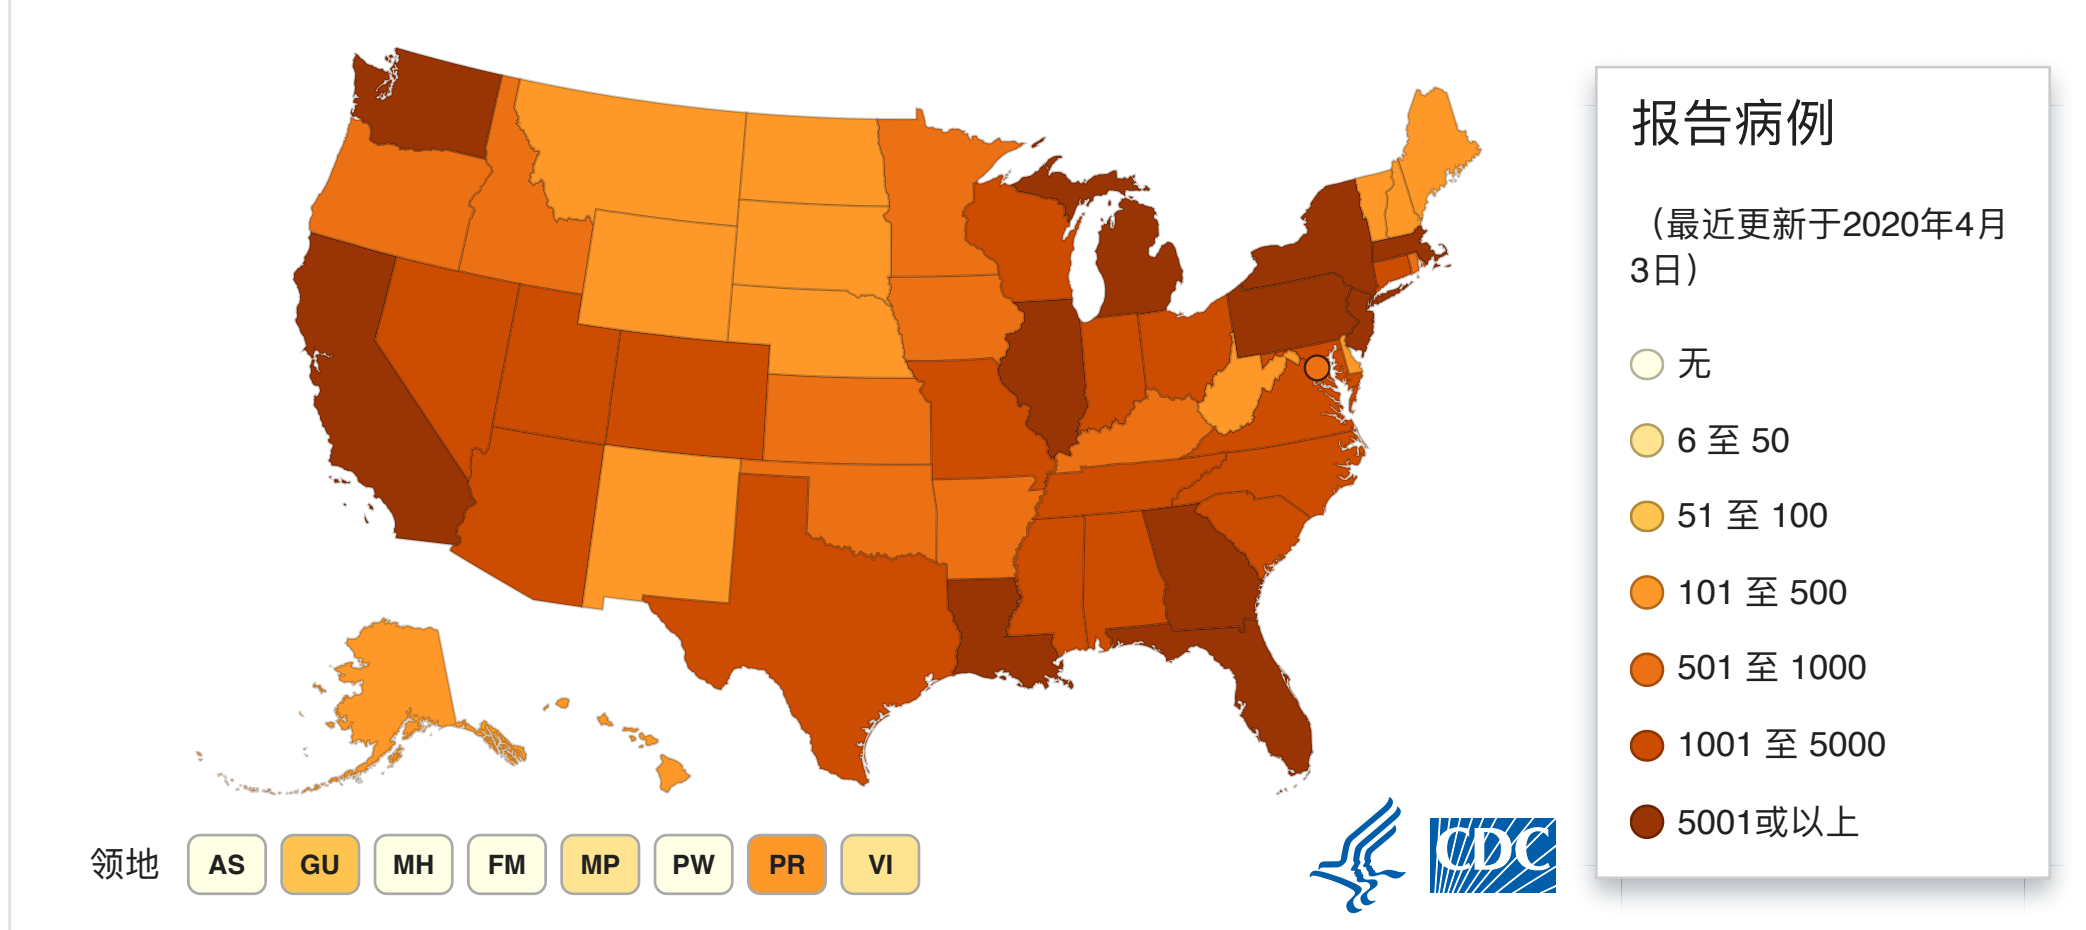 报告病例
（最近更新于2020年4月
3日）
无
6 至 50
51 至 100
101 至 500
501 至 1000
1001 至 5000
5001或以上
领地 AS GU MH FM MP PW PR VI
CDC